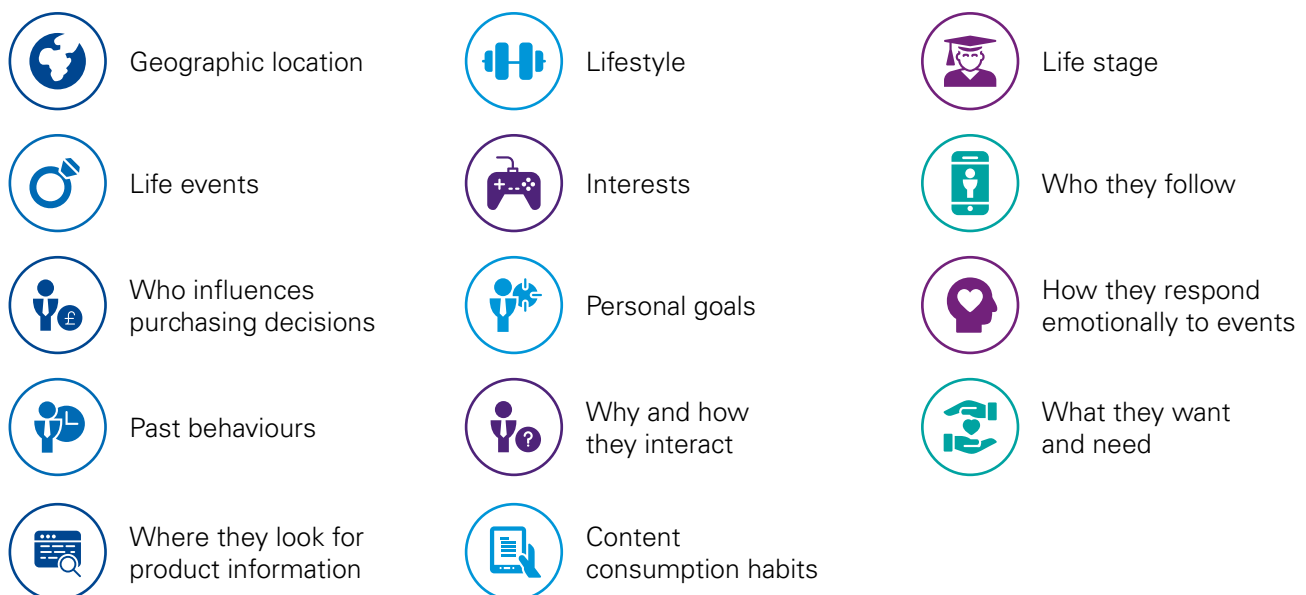 Geographic location
Lifestyle
Life stage
Life events
Interests
Who they follow
Who influences
purchasing decisions
£
Personal goals
How they respond
emotionally to events
Past behaviours
Why and how
they interact
?
What they want
and need
Where they look for
product information
Content
consumption habits